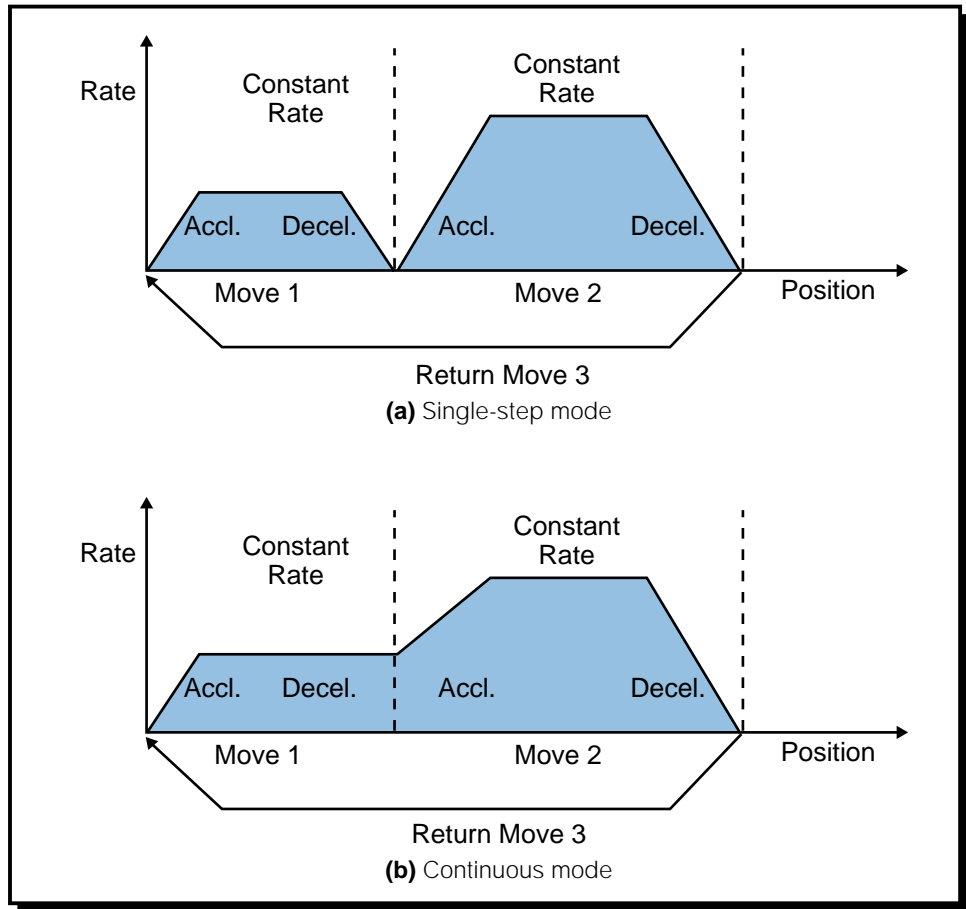 Constant
Rate
Constant
Rate
Rate
Accl.
Decel.
Accl.
Decel.
Move 1
Move 2
Position
Return Move 3
(a) Single-step mode
Constant
Rate
Constant
Rate
Rate
Accl.
Decel.
Accl.
Decel.
Move 1
Move 2
Position
Return Move 3
(b) Continuous mode